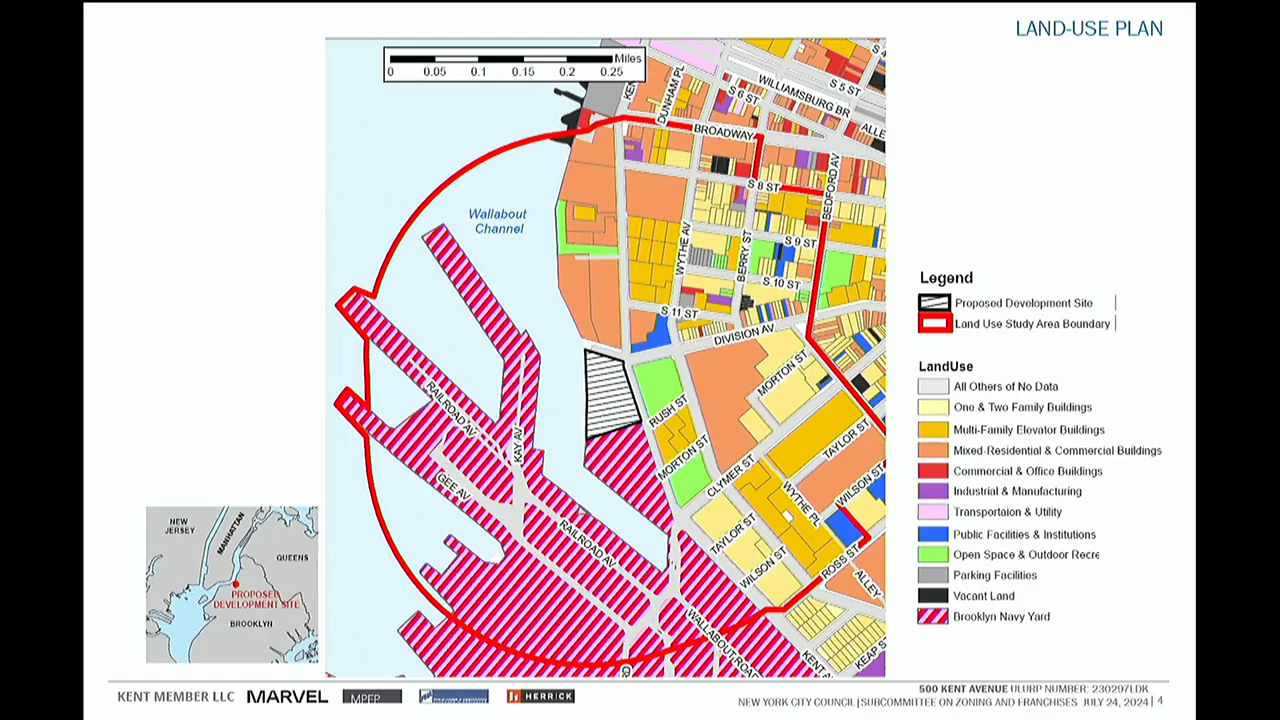 LAND-USE PLAN
Miles
0 0.05 0.1 0.15 0.2 0.25
DUNHAM PL
WILLIAMSBURG BR
S 5 ST
S 6 ST
BROADWAY
S 8 ST
BEDFORD AV
Wallabout
Channel
WYTHE AV
BERRY ST
S 9 ST
S 10 ST
S 11 ST
DIVISION AV
MORTON ST
RUSH ST
MORTON ST
CLYMER ST
TAYLOR ST
WYTHE PL
WILSON ST
TAYLOR ST
WILSON ST
ROSS ST
ALLEY
RAILROAD AV
KAY AV
GEE AV
RAILROAD AV
WALLABOUT ROAD
KEAP S
Legend
Proposed Development Site
Land Use Study Area Boundary
LandUse
All Others of No Data
One & Two Family Buildings
Multi-Family Elevator Buildings
Mixed-Residential & Commercial Buildings
Commercial & Office Buildings
Industrial & Manufacturing
Transportaion & Utility
Public Facilities & Institutions
Open Space & Outdoor Recre
Parking Facilities
Vacant Land
Brooklyn Navy Yard
NEW
JERSEY
MANHATTAN
QUEENS
PROPOSED
DEVELOPMENT SITE
BROOKLYN
KENT MEMBER LLC MARVEL HERRICK
500 KENT AVENUE ULURP NUMBER: 230297LDK
NEW YORK CITY COUNCIL | SUBCOMMITTEE ON ZONING AND FRANCHISES JULY 24, 2024 | 4